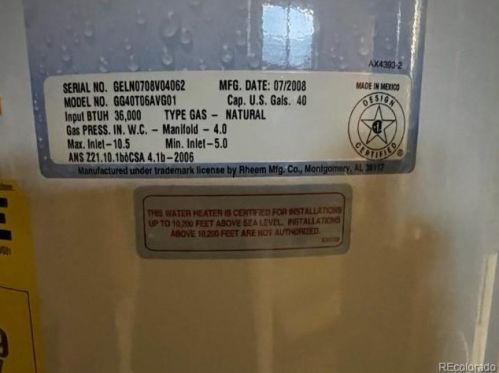 AX4393-2
SERIAL NO. GELN0708V04062 MFG. DATE: 07/2008
MODEL NO. GG40T06AVG01 Cap. U.S. Gals. 40
Input BTUH 36,000 TYPE GAS - NATURAL
Gas PRESS. IN. W.C. - Manifold - 4.0
Max. Inlet-10.5 Min. Inlet-5.0
ANS Z21.10.1b6CSA 4.1b-2006
MADE IN MEXICO
DESIGN
CERTIFIED
Manufactured under trademark license by Rheem Mfg. Co., Montgomery, AL 36117
THIS WATER HEATER IS CERTIFIED FOR INSTALLATIONS
UP TO 10,200 FEET ABOVE SEA LEVEL. INSTALLATIONS
ABOVE 10,200 FEET ARE NOT AUTHORIZED.
E
REcolorado